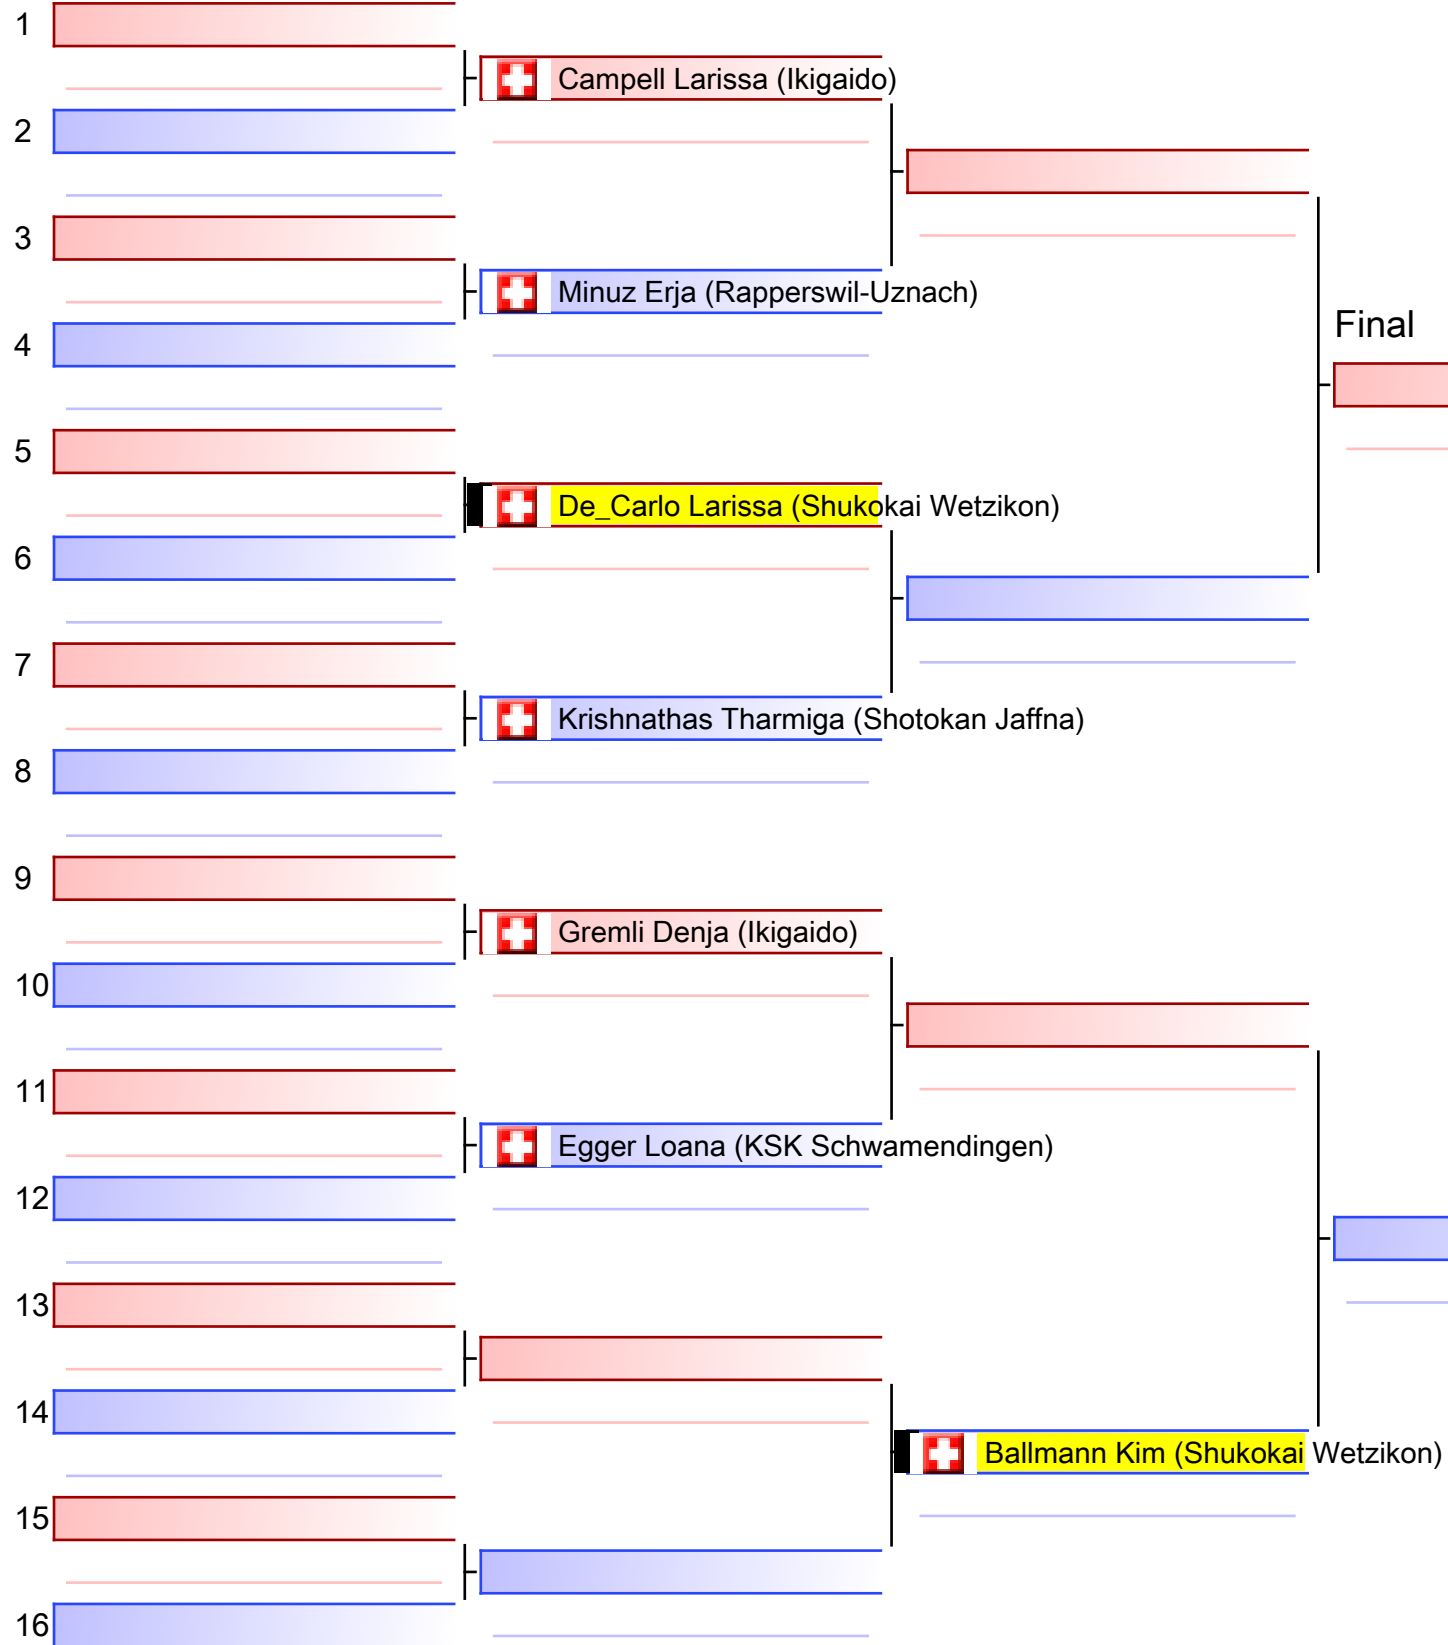 1
Campell Larissa (Ikigaido)
2
3
Minuz Erja (Rapperswil-Uznach)
4
Final
5
De_Carlo Larissa (Shukokai Wetzikon)
6
7
Krishnathas Tharmiga (Shotokan Jaffna)
8
9
Gremli Denja (Ikigaido)
10
11
Egger Loana (KSK Schwamendingen)
12
13
14
Ballmann Kim (Shukokai Wetzikon)
15
16